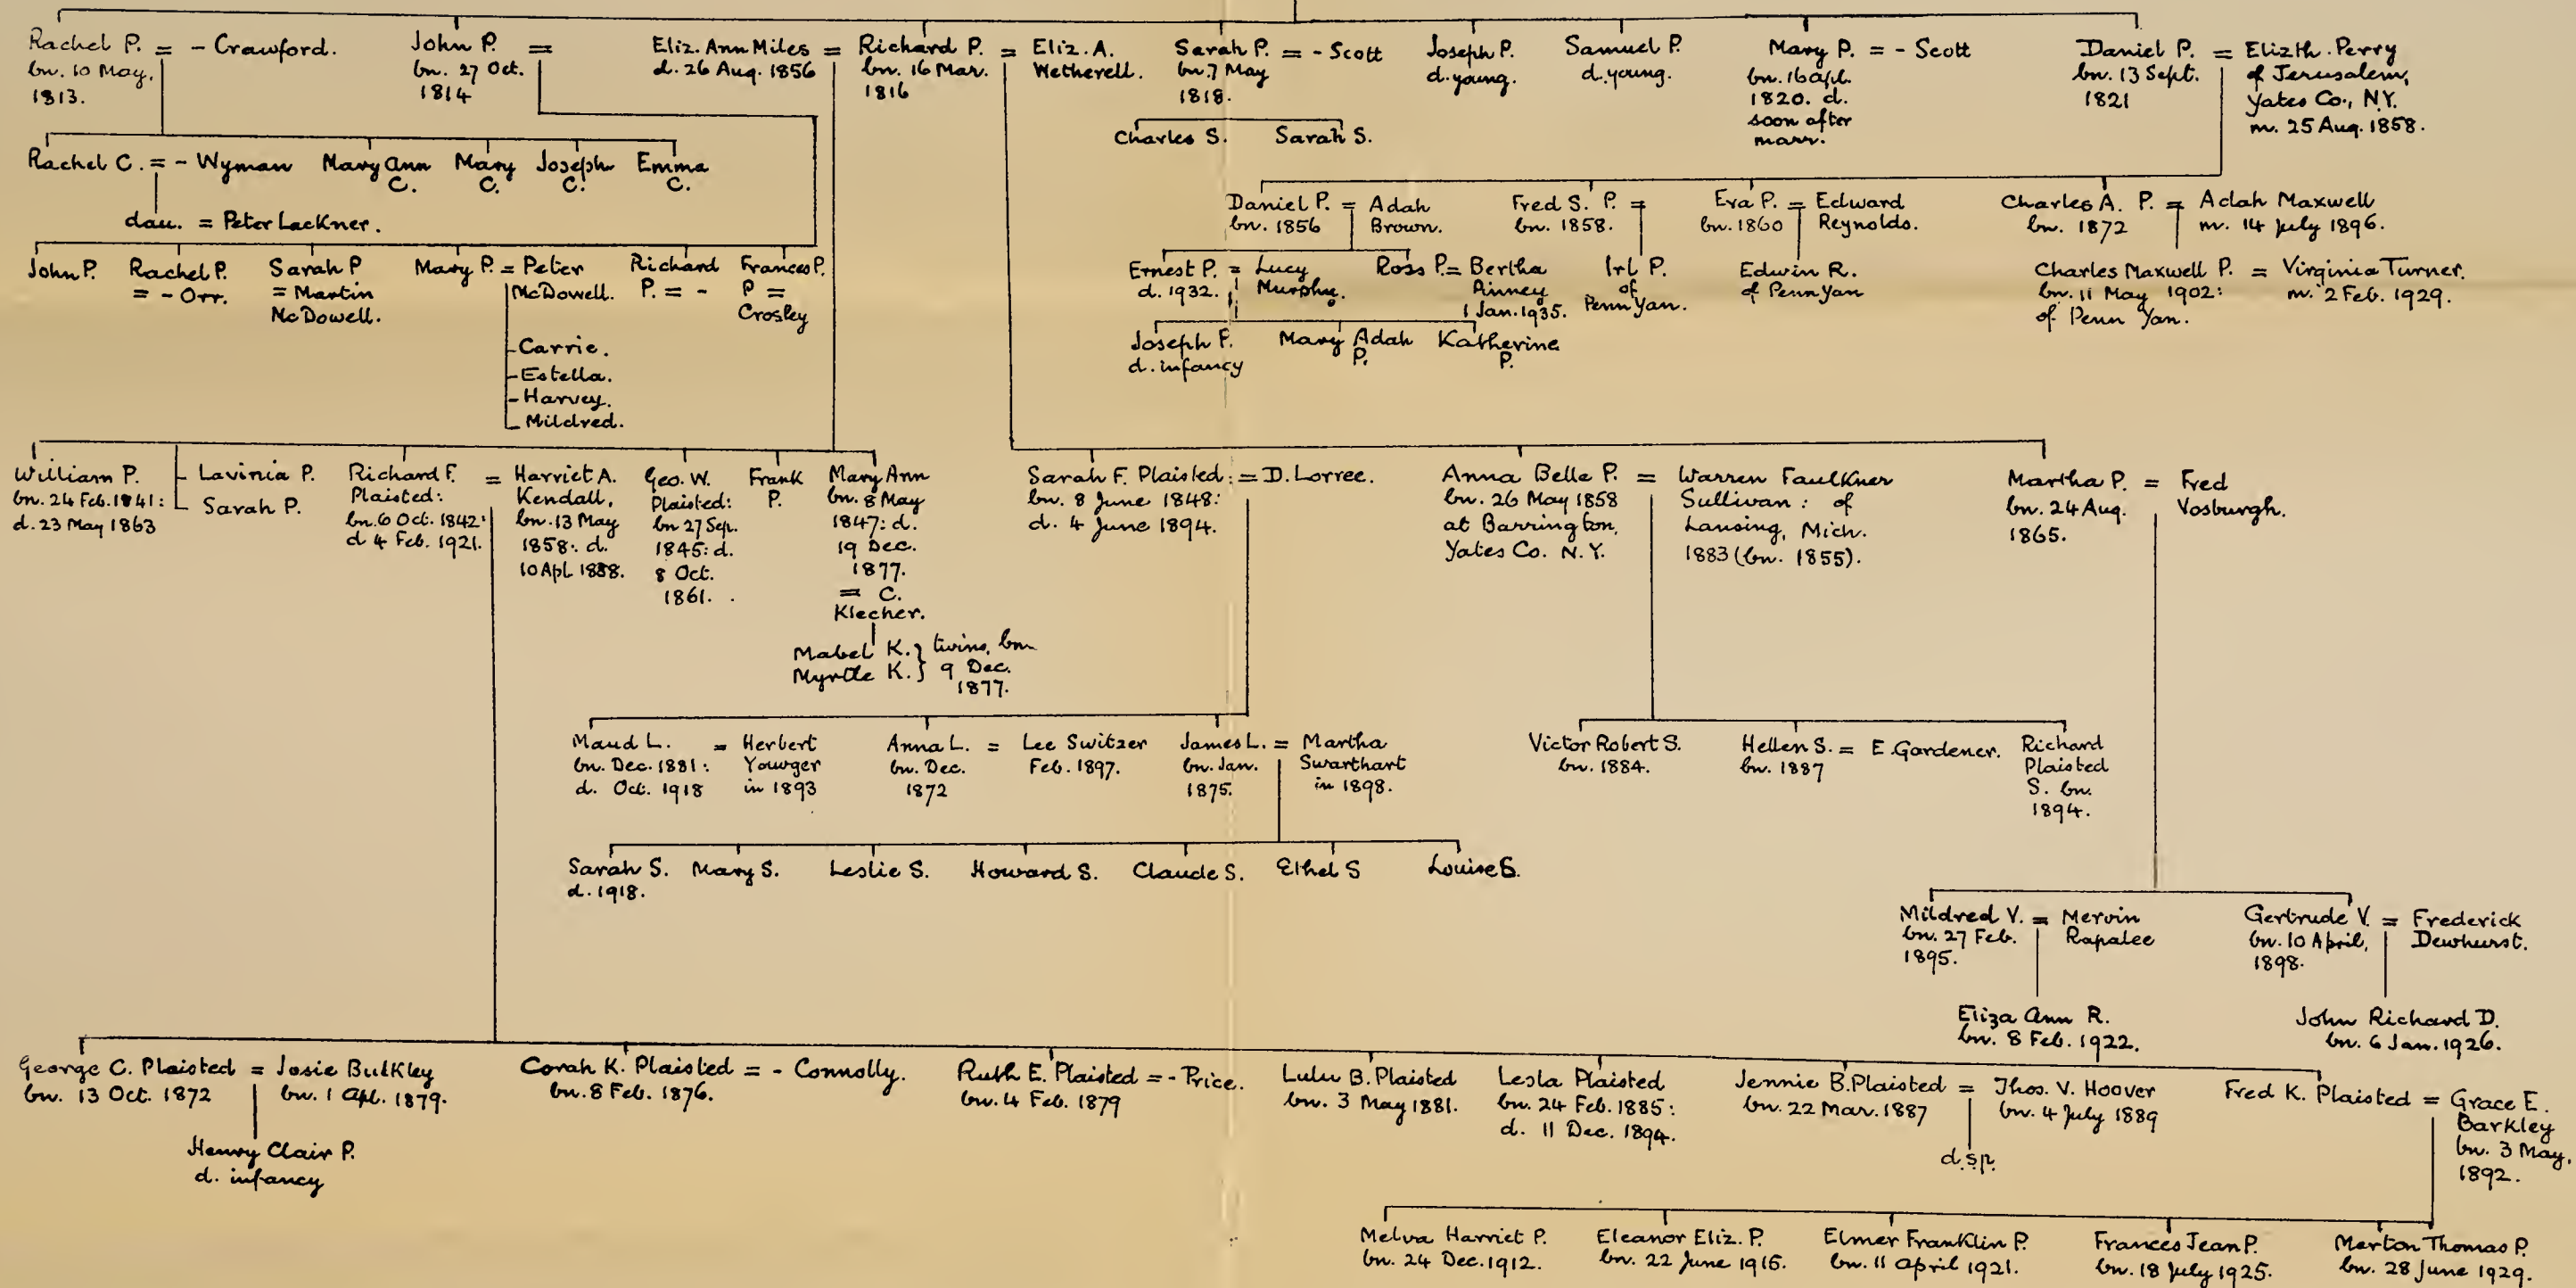 Rachel P. = - Crawford.
bn. 10 May,
1813.
John P. =
bn. 27 Oct.
1814
Eliz. Ann Miles =
d. 26 Aug. 1856
Richard P. =
bn. 16 Mar.
1816
Eliz. A.
Wetherell.
Sarah P. = - Scott
bn. 7 May
1818.
Joseph P.
d. young.
Samuel P.
d. young.
Mary P. = - Scott
bn. 16 Apl.
1820. d.
soon after
marr.
Daniel P. =
bn. 13 Sept.
1821
Elizth. Perry
of Jerusalem,
Yates Co., N.Y.
m. 25 Aug. 1858.
Charles S. Sarah S.
Rachel C. = - Wyman
Mary Ann
C.
Mary
C.
Joseph
C.
Emma
C.
dau. = Peter Lackner.
Daniel P. =
bn. 1856
Adah
Brown.
Fred S. P. =
bn. 1858.
Eva P. =
bn. 1860
Edward
Reynolds.
Charles A. P. =
bn. 1872
Adah Maxwell
m. 14 July 1896.
John P.
Rachel P.
= - Orr.
Sarah P
= Martin
McDowell.
Mary P. = Peter
McDowell.
Richard
P. = -
Frances P.
P =
Crosley
Ernest P. =
d. 1932.
Lucy
Murphy.
Ross P. = Bertha
Pinney
1 Jan. 1935.
Irl P.
of
Penn Yan.
Edwin R.
of Penn Yan
Charles Maxwell P. =
bn. 11 May 1902:
of Penn Yan.
Virginia Turner.
m. 2 Feb. 1929.
Carrie.
Estella.
Harvey.
Mildred.
Joseph P.
d. infancy
Mary Adah
P.
Katherine
P.
William P.
bn. 24 Feb. 1841:
d. 23 May 1863
Lavinia P.
Sarah P.
Richard F. =
Plaisted:
bn. 6 Oct. 1842:
d 4 Feb. 1921.
Harriet A.
Kendall,
bn. 13 May
1858: d.
10 Apl. 1888.
Geo. W.
Plaisted:
bn 27 Sep.
1845: d.
8 Oct.
1861.
Frank
P.
Mary Ann
bn. 8 May
1847: d.
19 Dec.
1877.
= C.
Klecher.
Mabel K. } twins, bn
Myrtle K. } 9 Dec.
1877.
Sarah F. Plaisted: = D. Lorree.
bn. 8 June 1848:
d. 4 June 1894.
Anna Belle P. =
bn. 26 May 1858
at Barrington,
Yates Co. N.Y.
Warren Faulkner
Sullivan: of
Lansing, Mich.
1883 (bn. 1855).
Martha P. =
bn. 24 Aug.
1865.
Fred
Vosburgh.
Maud L. =
bn. Dec. 1881:
d. Oct. 1918
Herbert
Youvger
in 1893
Anna L. =
bn. Dec.
1872
Lee Switzer
Feb. 1897.
James L. =
bn. Jan.
1875.
Martha
Swarthart
in 1898.
Victor Robert S.
bn. 1884.
Hellen S. = E. Gardener.
bn. 1887
Richard
Plaisted
S. bn.
1894.
Sarah S.
d. 1918.
Mary S.
Leslie S.
Howard S.
Claude S.
Ethel S
Louise S.
Mildred V. =
bn. 27 Feb.
1895.
Mervin
Rapalee
Gertrude V. =
bn. 10 April,
1898.
Frederick
Dewhurst.
Eliza Ann R.
bn. 8 Feb. 1922.
John Richard D.
bn. 6 Jan. 1926.
George C. Plaisted =
bn. 13 Oct. 1872
Josie Bulkley
bn. 1 Apl. 1879.
Henry Clair P.
d. infancy
Corah K. Plaisted = - Connolly.
bn. 8 Feb. 1876.
Ruth E. Plaisted = - Price.
bn. 4 Feb. 1879
Lulu B. Plaisted
bn. 3 May 1881.
Lesla Plaisted
bn. 24 Feb. 1885:
d. 11 Dec. 1894.
Jennie B. Plaisted =
bn. 22 Mar. 1887
Thos. V. Hoover
bn. 4 July 1889
d.s.p.
Fred K. Plaisted =
Grace E.
Barkley
bn. 3 May,
1892.
Melva Harriet P.
bn. 24 Dec. 1912.
Eleanor Eliz. P.
bn. 22 June 1915.
Elmer Franklin P.
bn. 11 April 1921.
Frances Jean P.
bn. 18 July 1925.
Merton Thomas P.
bn. 28 June 1929.